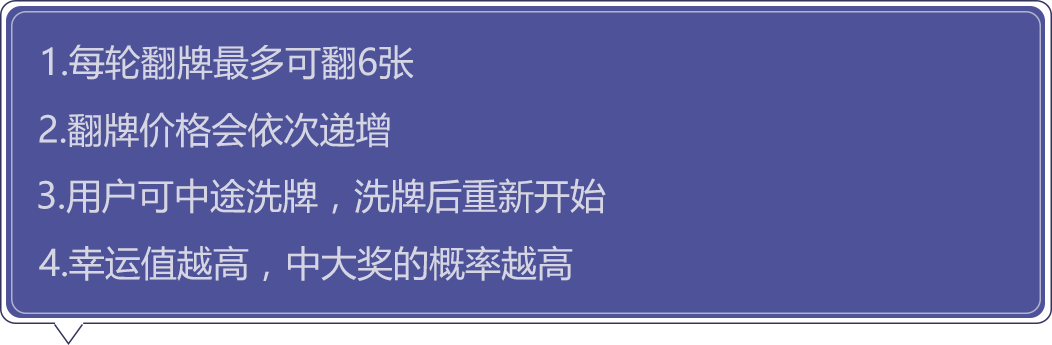 1.每轮翻牌最多可翻6张
2.翻牌价格会依次递增
3.用户可中途洗牌，洗牌后重新开始
4.幸运值越高，中大奖的概率越高